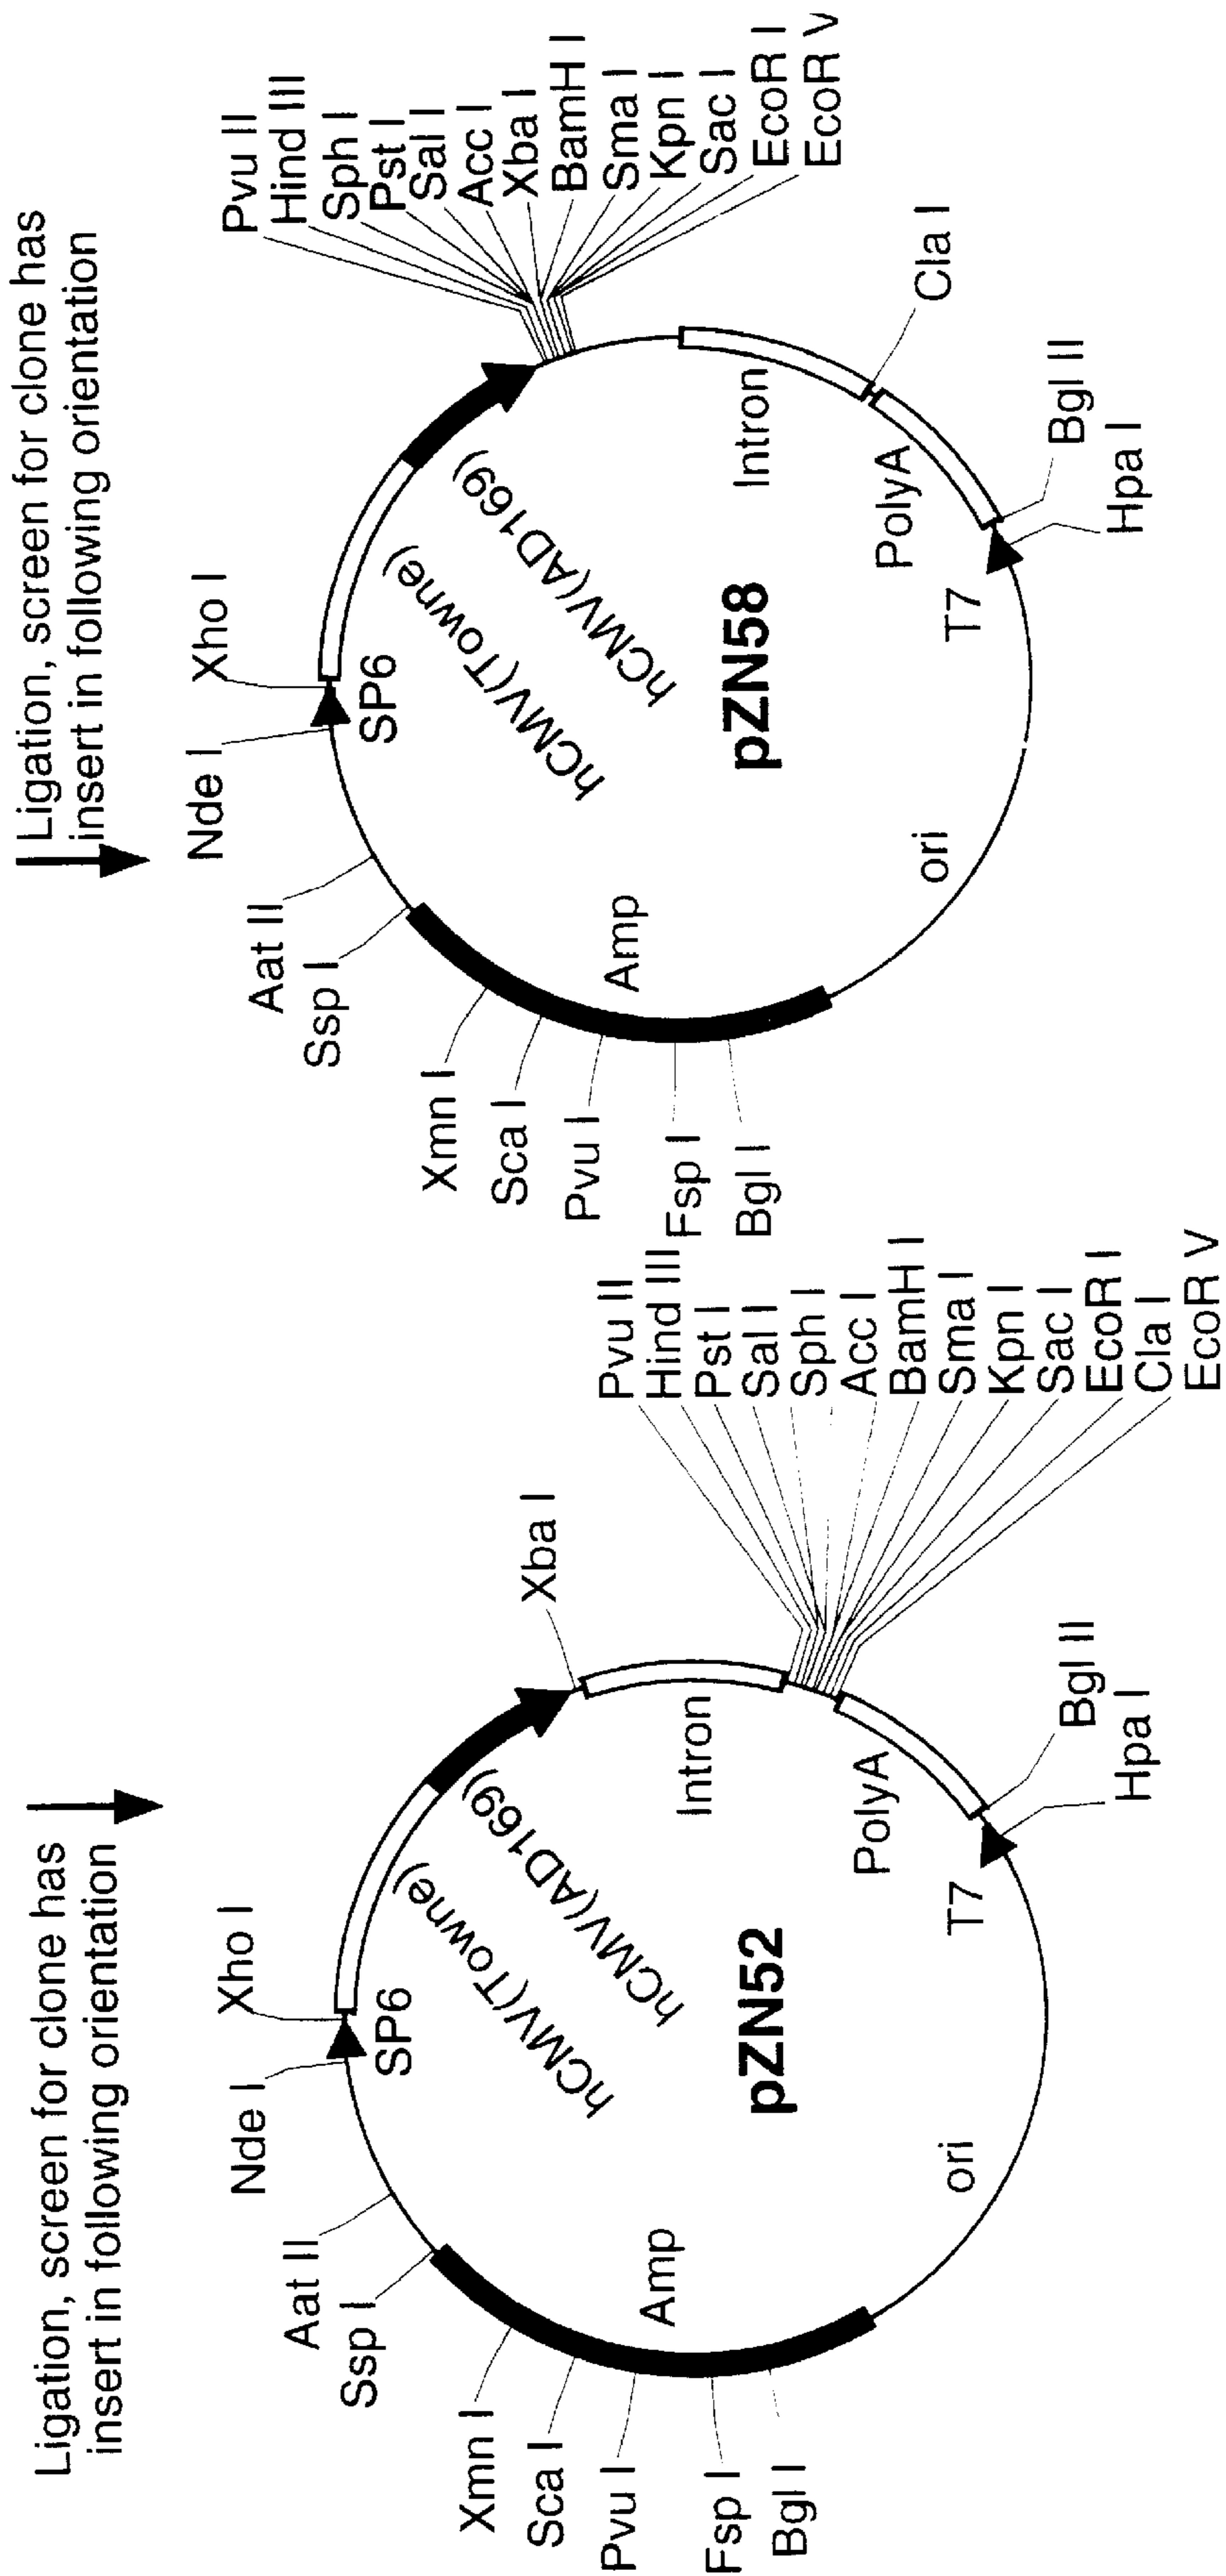 Ligation, screen for clone has
insert in following orientation
Xho I
Nde I
SP6
Aat II
Ssp I
Xmn I
Sca I
Pvu I
Fsp I
Bgl I
Amp
hCMV(Towne)
hCMV(AD169)
Xba I
Intron
Pvu II
Hind III
Pst I
Sal I
Sph I
Acc I
BamH I
Sma I
Kpn I
Sac I
EcoR I
Cla I
EcoR V
PolyA
Bgl II
Hpa I
T7
ori
pZN52
Ligation, screen for clone has
insert in following orientation
Xho I
Nde I
SP6
Aat II
Ssp I
Xmn I
Sca I
Pvu I
Fsp I
Bgl I
Amp
hCMV(Towne)
hCMV(AD169)
Pvu II
Hind III
Sph I
Pst I
Sal I
Acc I
Xba I
BamH I
Sma I
Kpn I
Sac I
EcoR I
EcoR V
Intron
Cla I
PolyA
Bgl II
Hpa I
T7
ori
pZN58